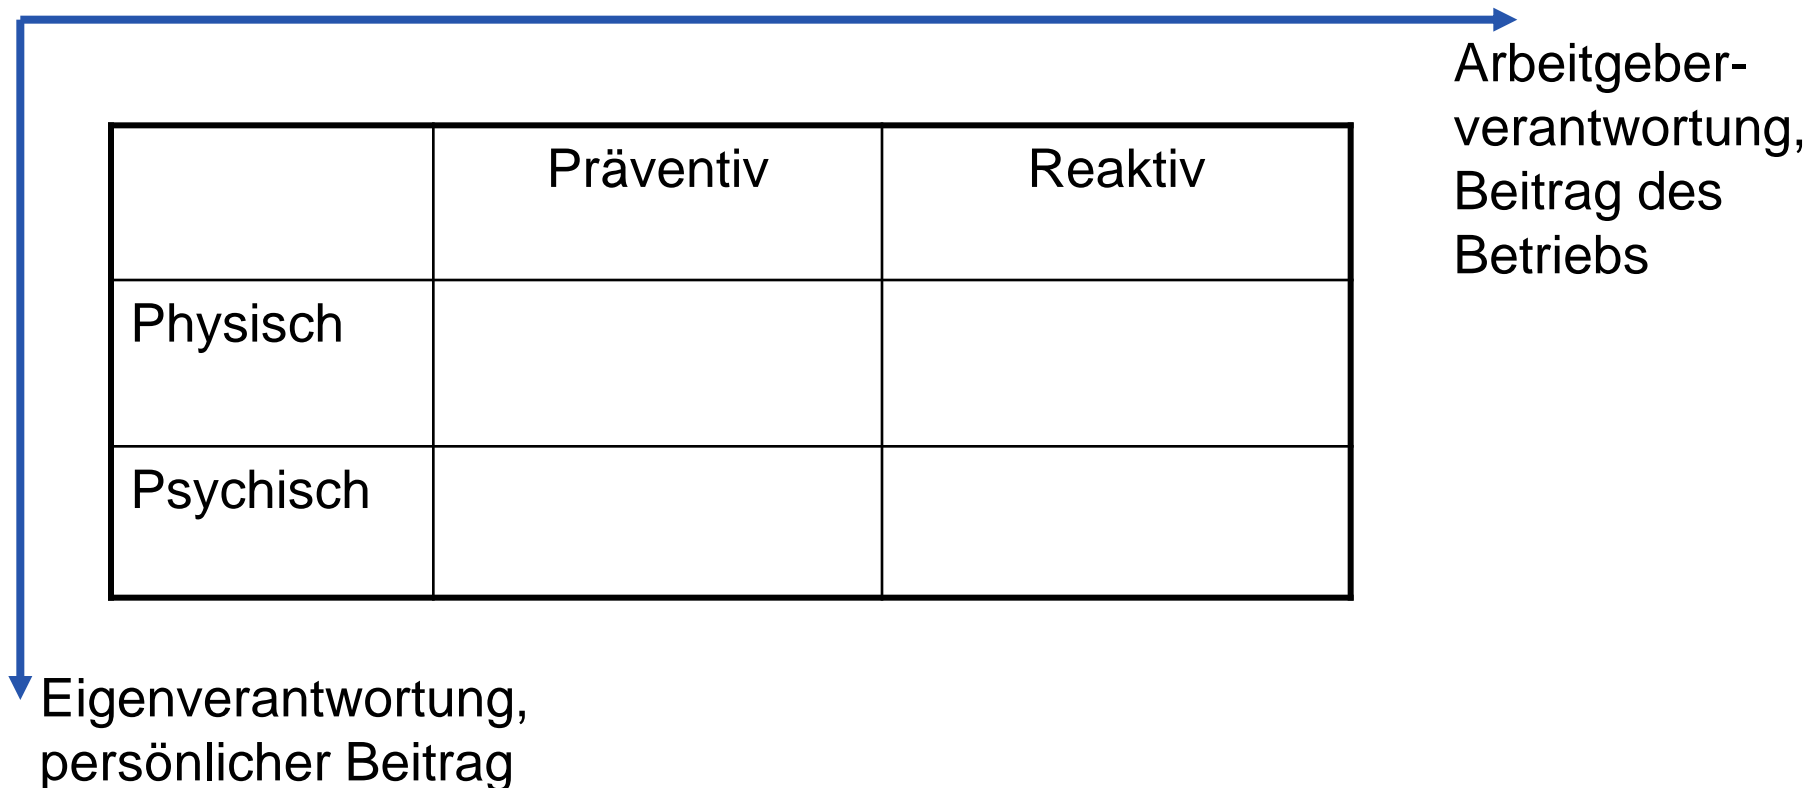 Arbeitgeber-
verantwortung,
Beitrag des
Betriebs
Präventiv
Reaktiv
Physisch
Psychisch
Eigenverantwortung,
persönlicher Beitrag